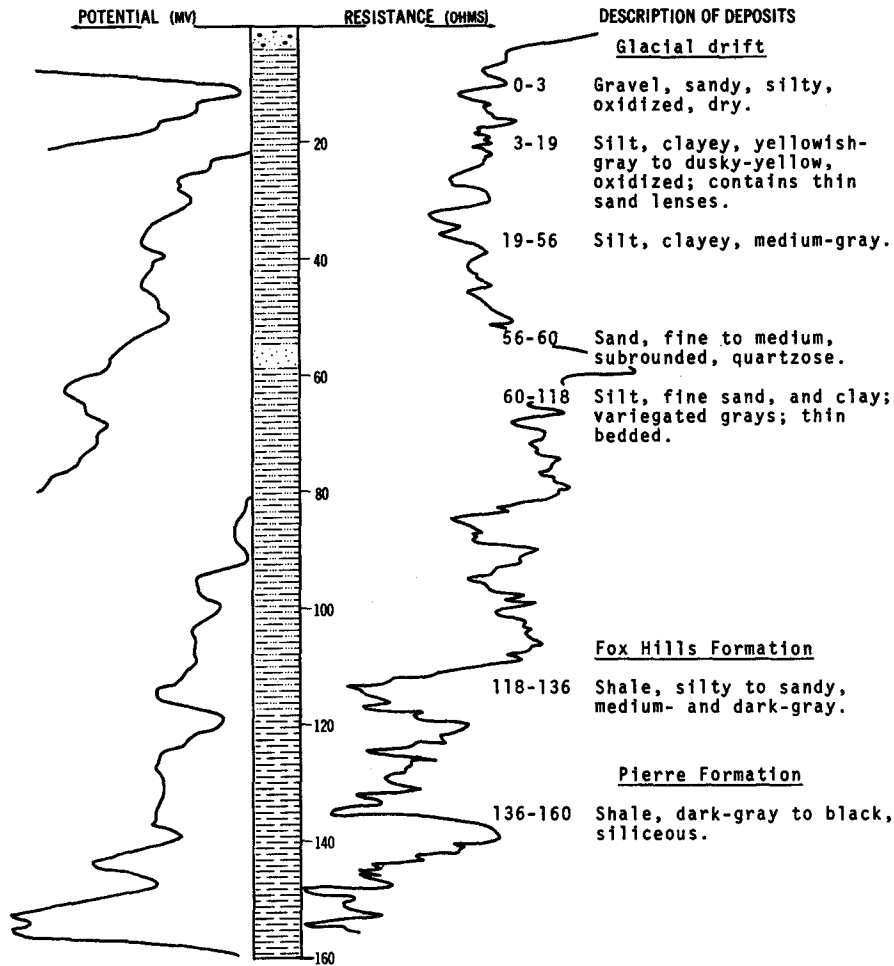 POTENTIAL (MV)
RESISTANCE (OHMS)
DESCRIPTION OF DEPOSITS
Glacial drift
0-3 Gravel, sandy, silty,
oxidized, dry.
20
3-19 Silt, clayey, yellowish-
gray to dusky-yellow,
oxidized; contains thin
sand lenses.
19-56 Silt, clayey, medium-gray.
40
56-60 Sand, fine to medium,
subrounded, quartzose.
60
60-118 Silt, fine sand, and clay;
variegated grays; thin
bedded.
80
100
Fox Hills Formation
118-136 Shale, silty to sandy,
medium- and dark-gray.
120
Pierre Formation
136-160 Shale, dark-gray to black,
siliceous.
140
160